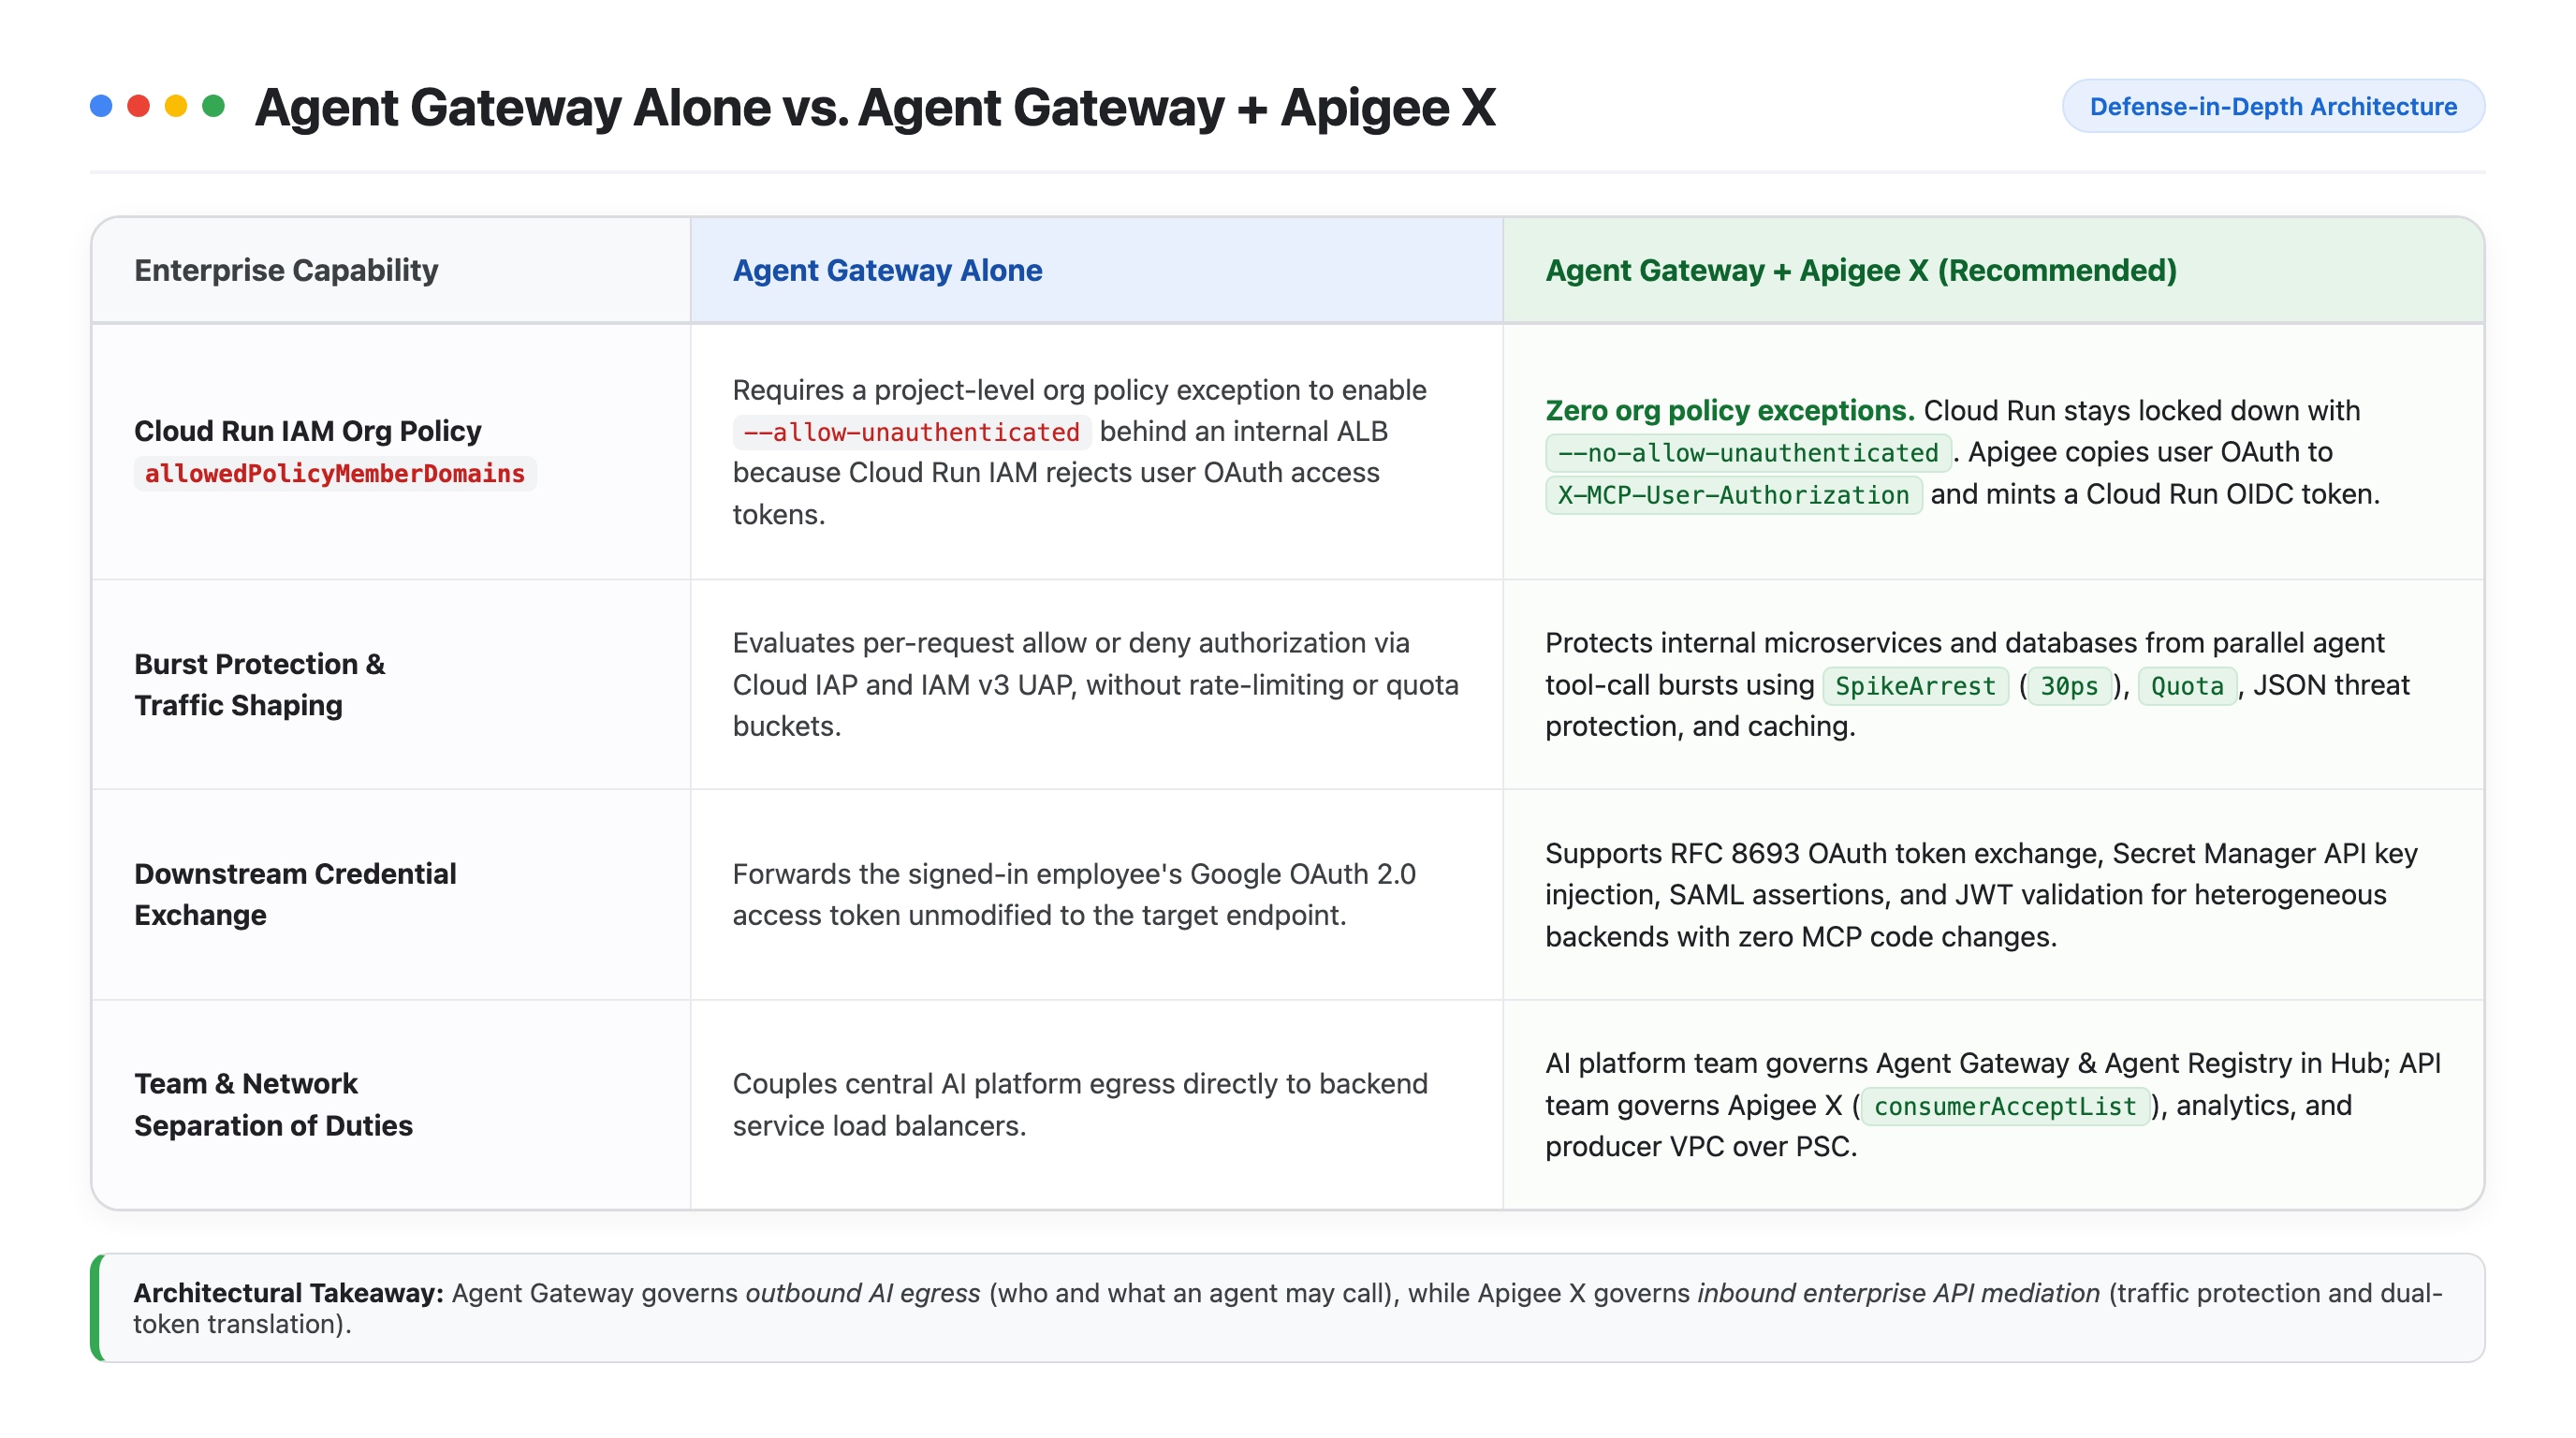 Agent Gateway Alone vs. Agent Gateway + Apigee X
Defense-in-Depth Architecture
Enterprise Capability
Agent Gateway Alone
Agent Gateway + Apigee X (Recommended)
Cloud Run IAM Org Policy
allowedPolicyMemberDomains
Requires a project-level org policy exception to enable
--allow-unauthenticated behind an internal ALB
because Cloud Run IAM rejects user OAuth access
tokens.
Zero org policy exceptions. Cloud Run stays locked down with
--no-allow-unauthenticated. Apigee copies user OAuth to
X-MCP-User-Authorization and mints a Cloud Run OIDC token.
Burst Protection &
Traffic Shaping
Evaluates per-request allow or deny authorization via
Cloud IAP and IAM v3 UAP, without rate-limiting or quota
buckets.
Protects internal microservices and databases from parallel agent
tool-call bursts using SpikeArrest (30ps), Quota, JSON threat
protection, and caching.
Downstream Credential
Exchange
Forwards the signed-in employee's Google OAuth 2.0
access token unmodified to the target endpoint.
Supports RFC 8693 OAuth token exchange, Secret Manager API key
injection, SAML assertions, and JWT validation for heterogeneous
backends with zero MCP code changes.
Team & Network
Separation of Duties
Couples central AI platform egress directly to backend
service load balancers.
AI platform team governs Agent Gateway & Agent Registry in Hub; API
team governs Apigee X (consumerAcceptList), analytics, and
producer VPC over PSC.
Architectural Takeaway: Agent Gateway governs outbound AI egress (who and what an agent may call), while Apigee X governs inbound enterprise API mediation (traffic protection and dual-
token translation).